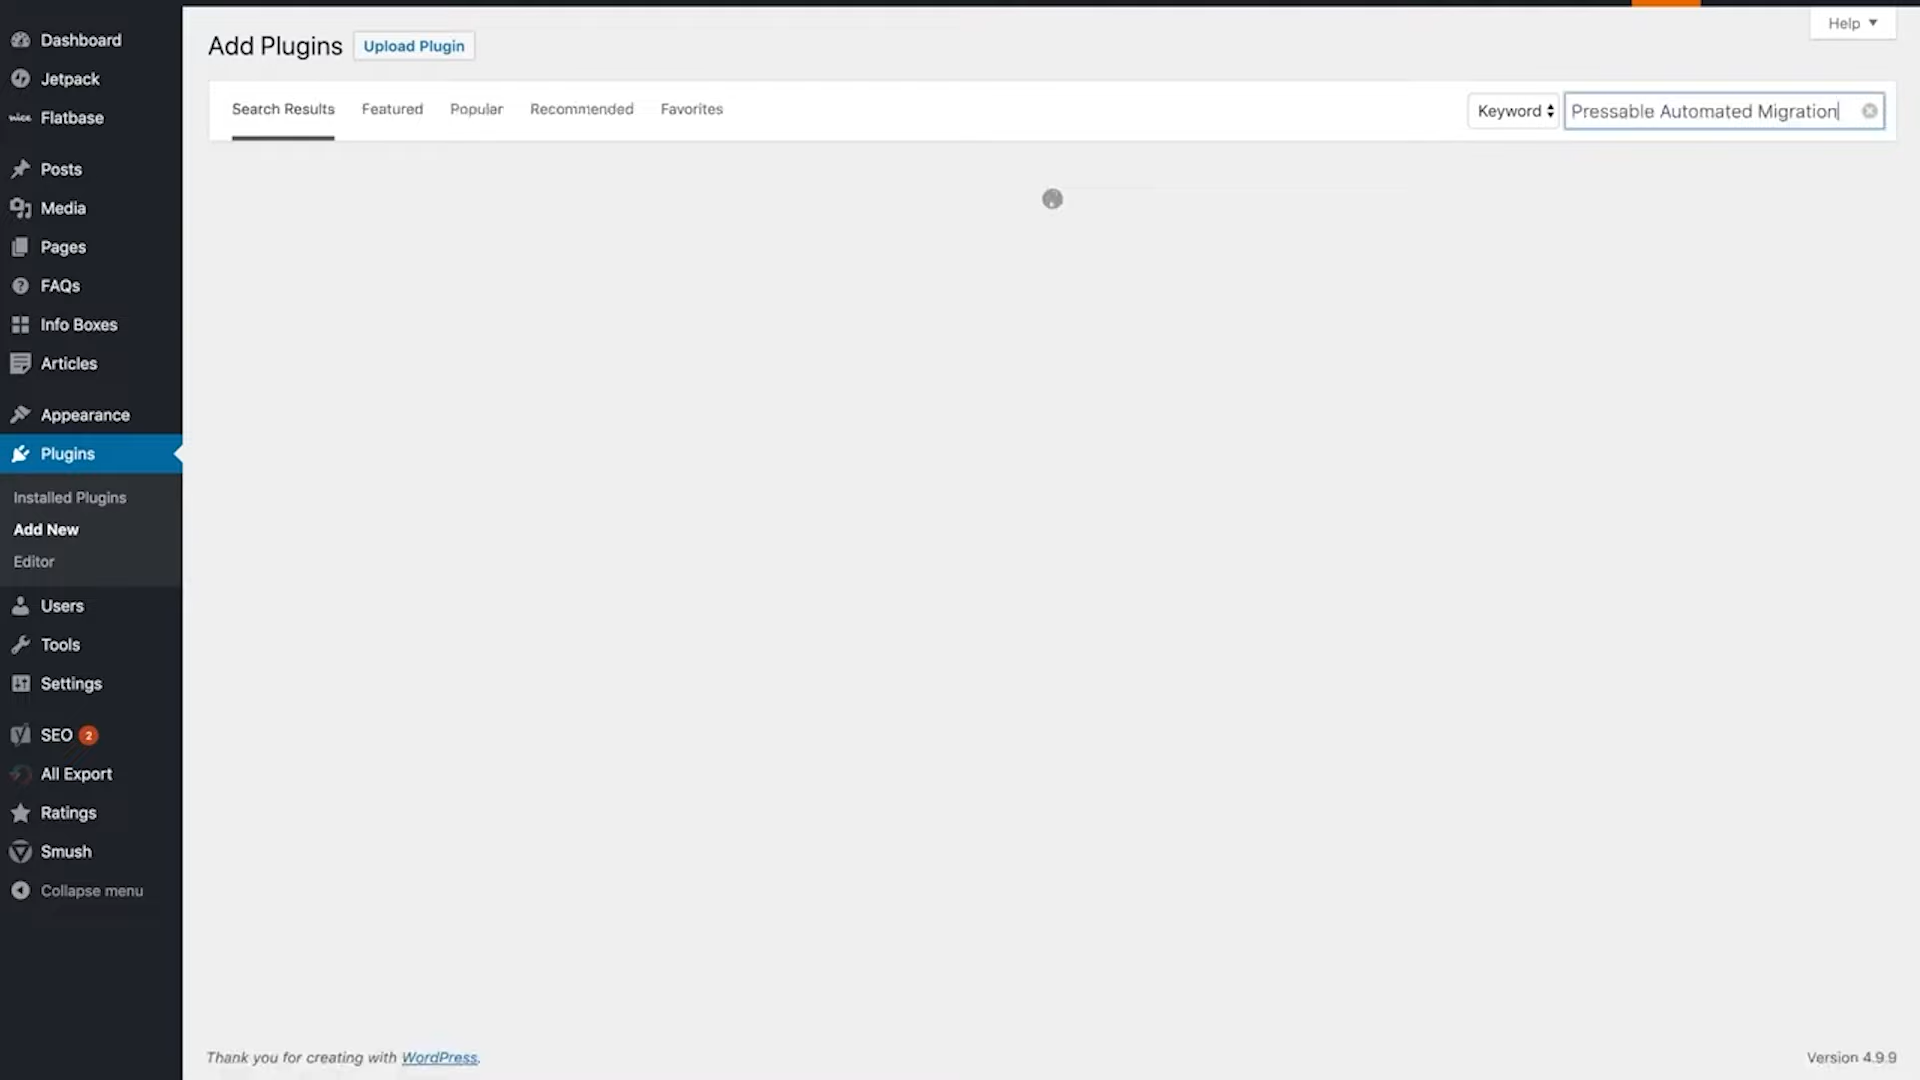 Dashboard
Jetpack
nice Flatbase
Posts
Media
Pages
FAQs
Info Boxes
Articles
Appearance
Plugins
Installed Plugins
Add New
Editor
Users
Tools
Settings
SEO 2
All Export
Ratings
Smush
Collapse menu
Help
Add Plugins Upload Plugin
Search Results Featured Popular Recommended Favorites Keyword Pressable Automated Migration
Thank you for creating with WordPress. Version 4.9.9